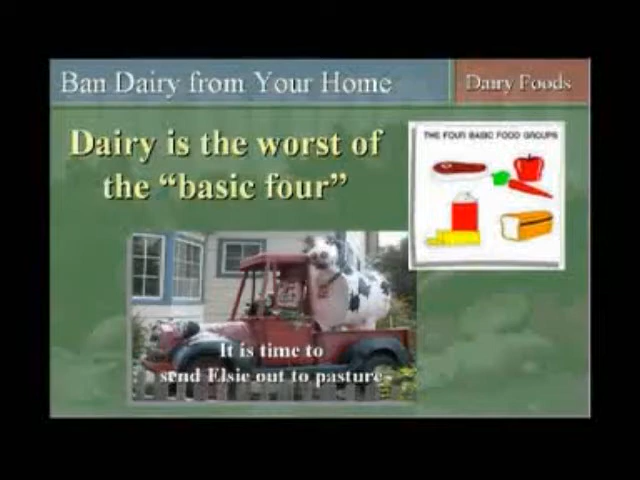 Ban Dairy from Your Home
Dairy Foods
Dairy is the worst of
the “basic four”
THE FOUR BASIC FOOD GROUPS
It is time to
send Elsie out to pasture